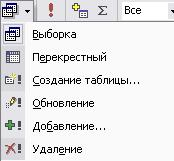 Все
Выборка
Перекрестный
Создание таблицы...
Обновление
Добавление...
Удаление